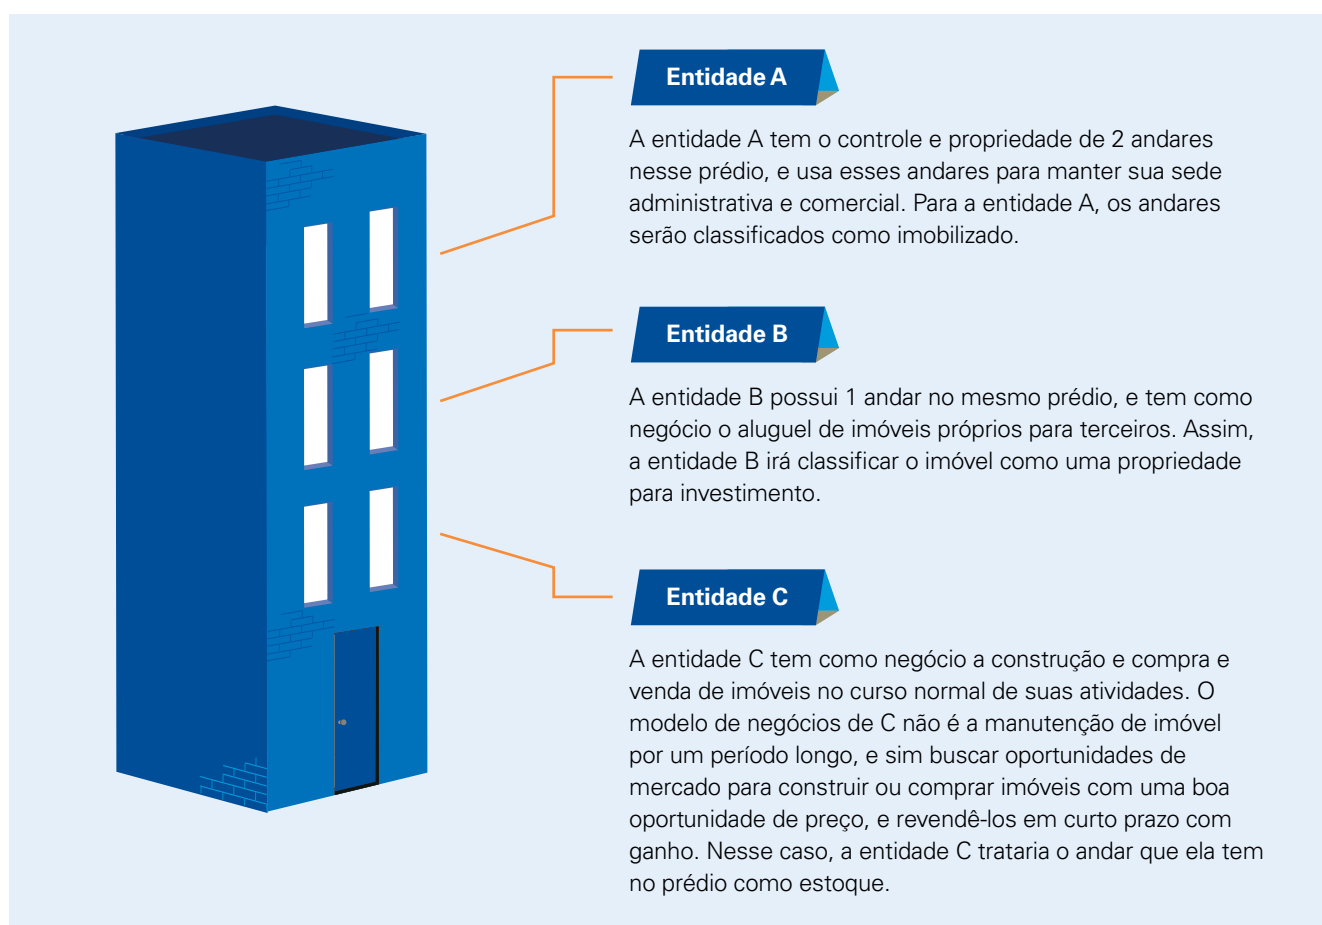 Entidade A
A entidade A tem o controle e propriedade de 2 andares
nesse prédio, e usa esses andares para manter sua sede
administrativa e comercial. Para a entidade A, os andares
serão classificados como imobilizado.
Entidade B
A entidade B possui 1 andar no mesmo prédio, e tem como
negócio o aluguel de imóveis próprios para terceiros. Assim,
a entidade B irá classificar o imóvel como uma propriedade
para investimento.
Entidade C
A entidade C tem como negócio a construção e compra e
venda de imóveis no curso normal de suas atividades. O
modelo de negócios de C não é a manutenção de imóvel
por um período longo, e sim buscar oportunidades de
mercado para construir ou comprar imóveis com uma boa
oportunidade de preço, e revendê-los em curto prazo com
ganho. Nesse caso, a entidade C trataria o andar que ela tem
no prédio como estoque.